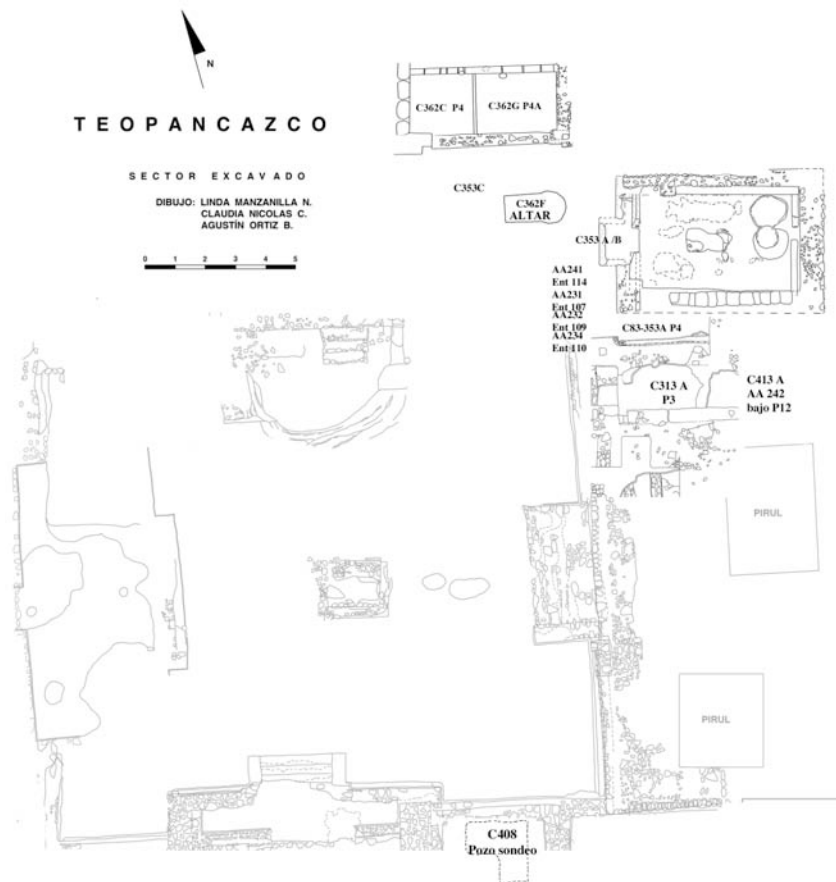 N
TEOPANCAZCO
SECTOR EXCAVADO
DIBUJO: LINDA MANZANILLA N.
CLAUDIA NICOLAS C.
AGUSTÍN ORTIZ B.
0 1 2 3 4 5
C362C P4
C362G P4A
C353C
C362F
ALTAR
C353 A /B
AA241
Ent 114
AA231
Ent 107
AA232
Ent 109
AA234
Ent 110
C83-353A P4
C313 A
P3
C413 A
AA 242
bajo P12
PIRUL
PIRUL
C408
Pozo sondeo